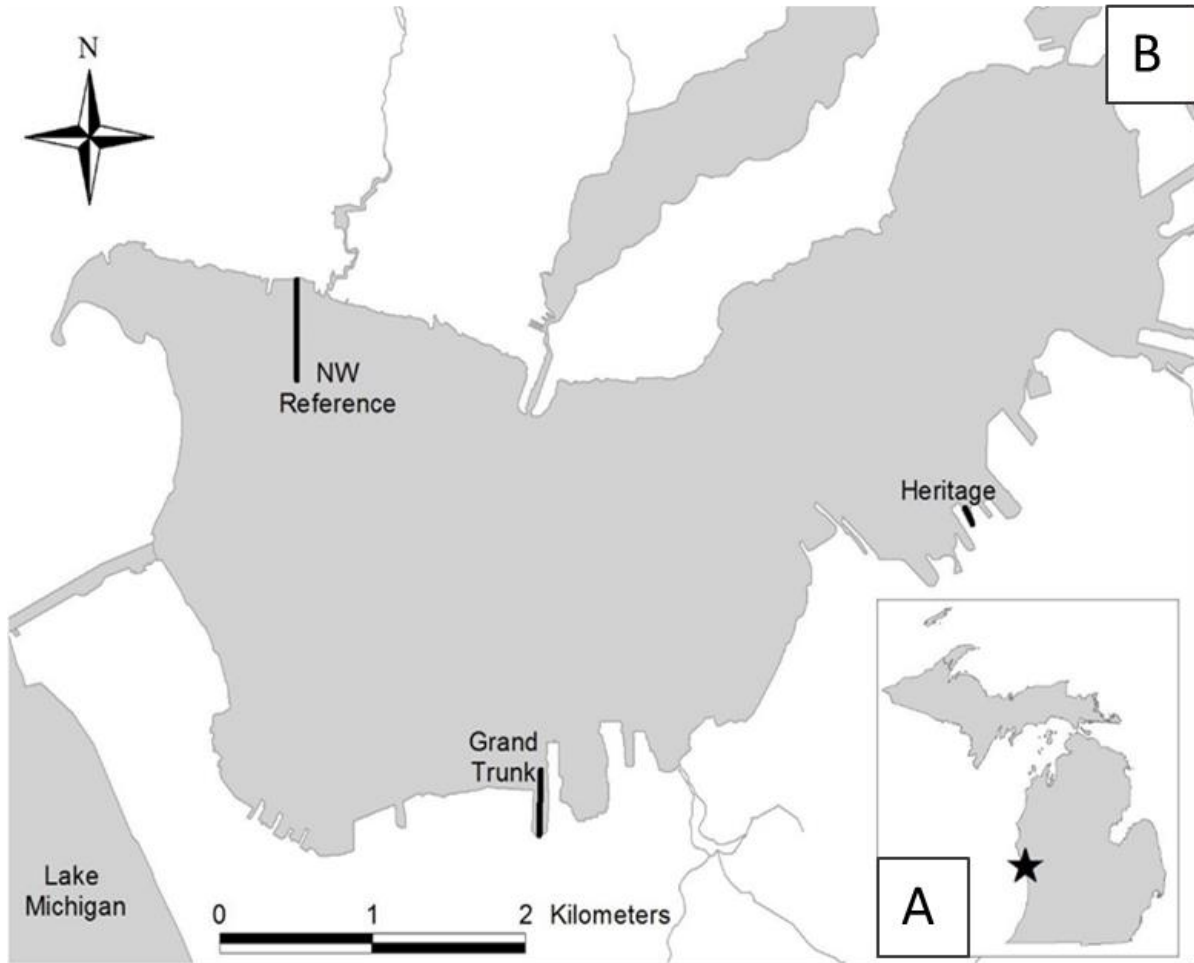 B
N
NW
Reference
Heritage
Grand
Trunk
Lake
Michigan
0 1 2 Kilometers
A